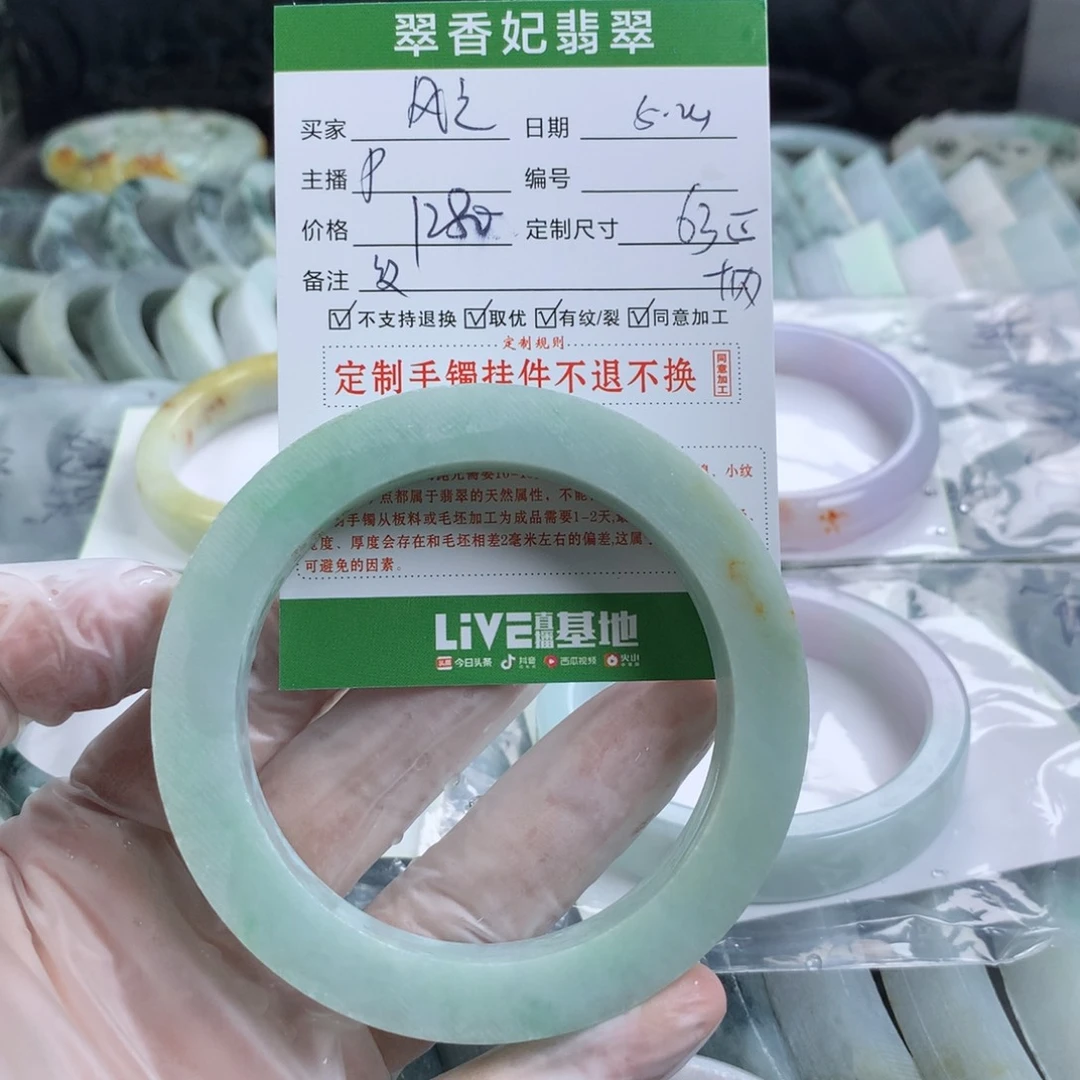 翠香妃翡翠
买家 日期 5.24
主播 编号
价格 1280 定制尺寸 63正
备注 纹
不支持退换 取优 有纹/裂 同意加工
定制规则
定制手镯挂件不退不换 同意加工
小纹
点都属于翡翠的天然属性，不能
手镯从板料或毛坯加工为成品需要1-2天,
宽度、厚度会存在和毛坯相差2毫米左右的偏差,这属
可避免的因素。
LiVE直播基地
今日头条 抖音 西瓜视频 火山